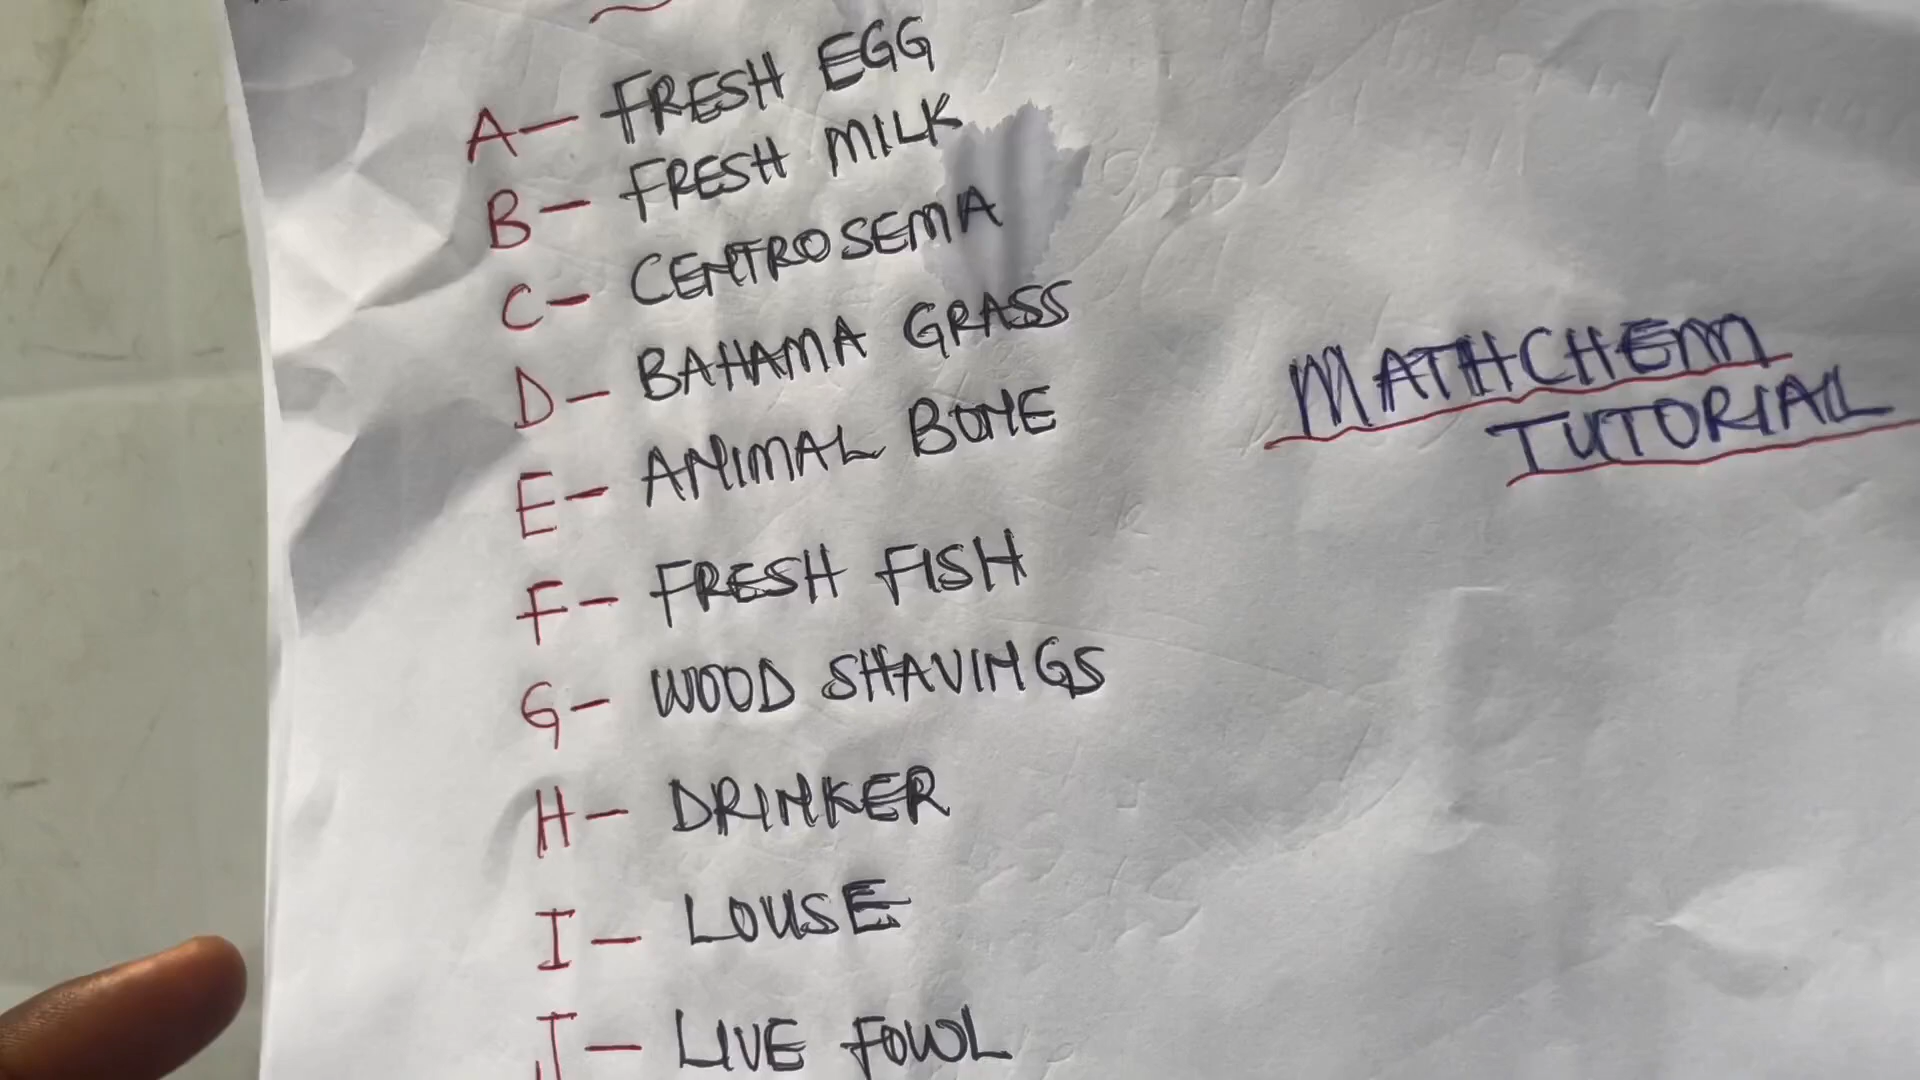 A- FRESH EGG
B- FRESH MILK
C- CENTROSEMA
D- BAHAMA GRASS
E- ANIMAL BONE
F- FRESH FISH
G- WOOD SHAVINGS
H- DRINKER
I- LOUSE
J- LIVE FOWL
MATHCHEM
TUTORIAL